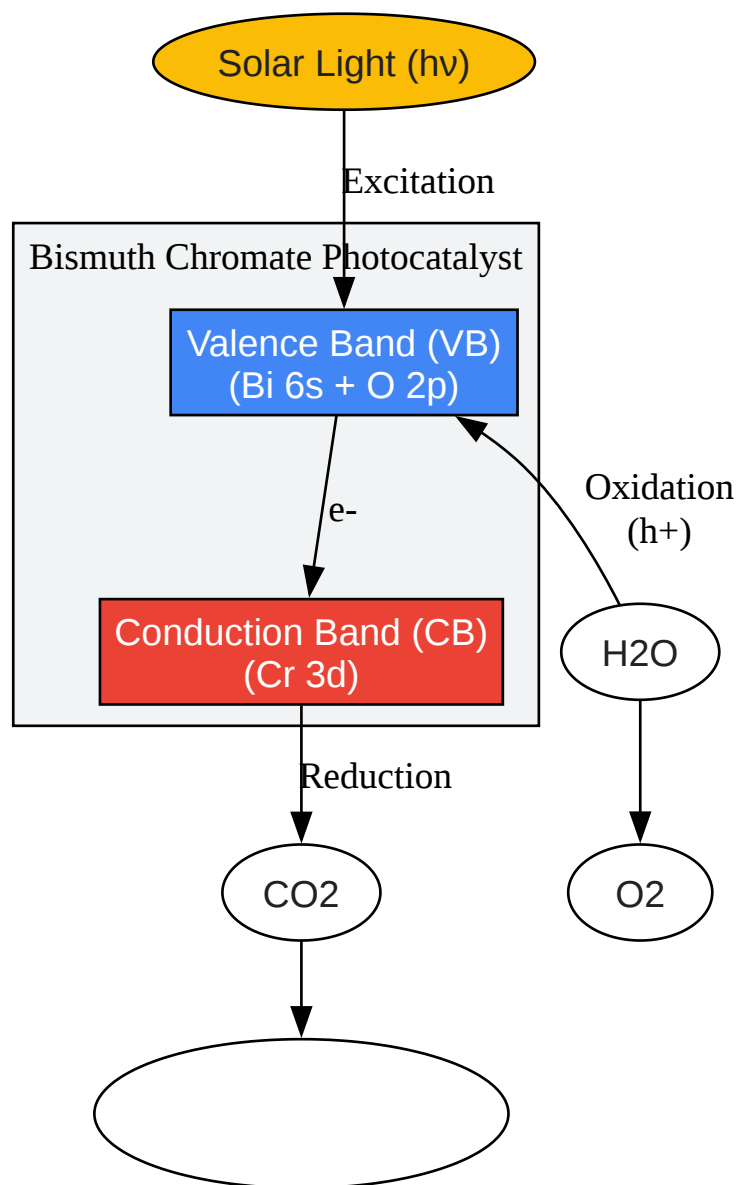 Solar Light (hν)
Excitation
Bismuth Chromate Photocatalyst
Valence Band (VB)
(Bi 6s + O 2p)
e-
Oxidation
(h+)
Conduction Band (CB)
(Cr 3d)
H2O
Reduction
CO2
O2